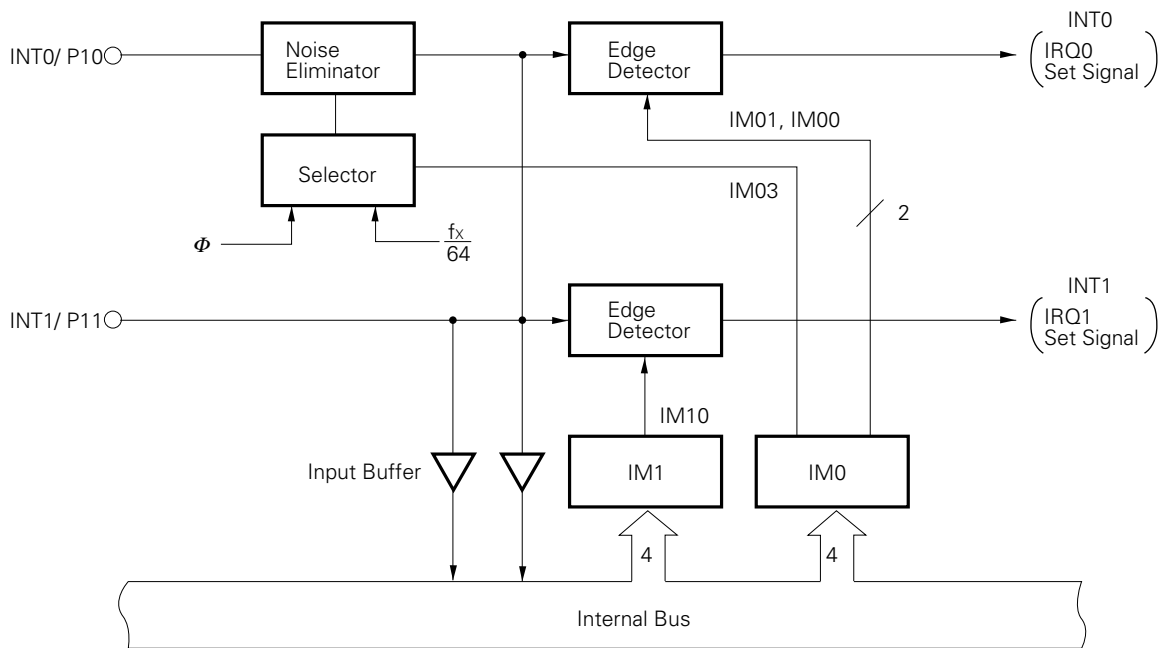 INT0/ P10
Noise
Eliminator
Edge
Detector
INT0
IRQ0
Set Signal
IM01, IM00
Selector
IM03
2
Φ
fx
64
INT1/ P11
Edge
Detector
INT1
IRQ1
Set Signal
IM10
Input Buffer
IM1
IM0
4
4
Internal Bus